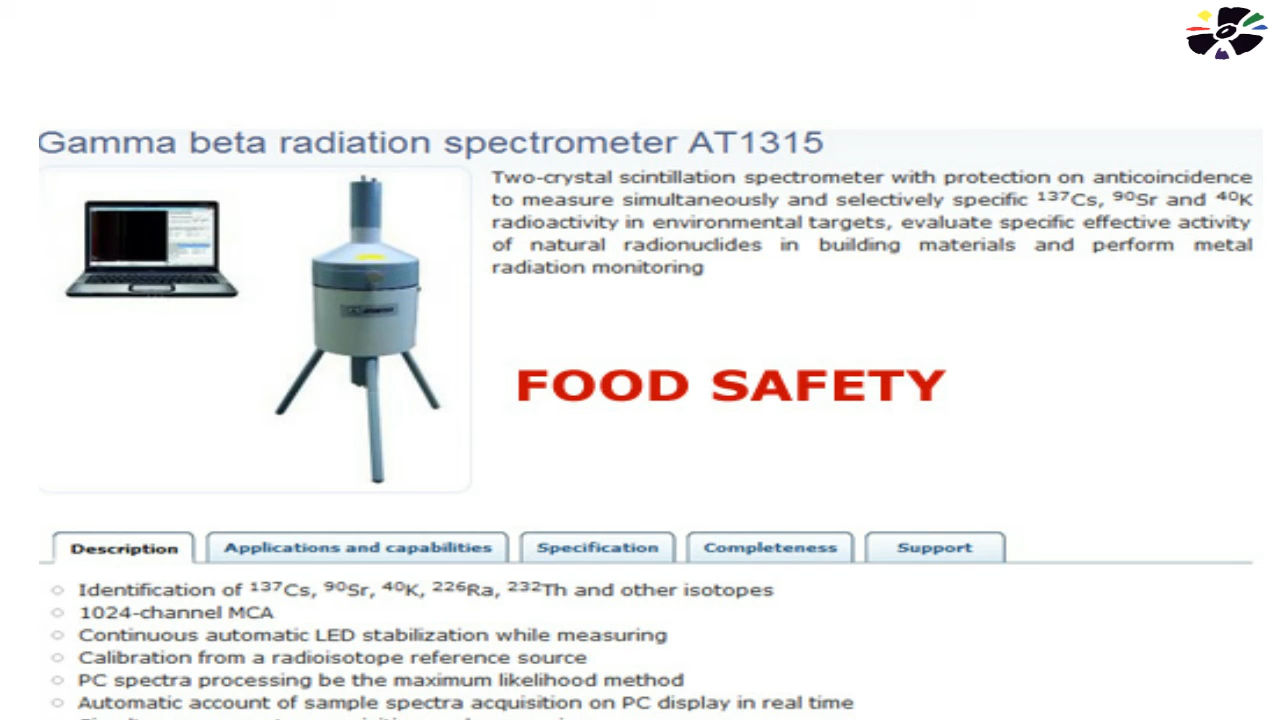 Gamma beta radiation spectrometer AT1315
Two-crystal scintillation spectrometer with protection on anticoincidence
to measure simultaneously and selectively specific ¹³⁷Cs, ⁹⁰Sr and ⁴⁰K
radioactivity in environmental targets, evaluate specific effective activity
of natural radionuclides in building materials and perform metal
radiation monitoring
FOOD SAFETY
Description Applications and capabilities Specification Completeness Support
Identification of ¹³⁷Cs, ⁹⁰Sr, ⁴⁰K, ²²⁶Ra, ²³²Th and other isotopes
1024-channel MCA
Continuous automatic LED stabilization while measuring
Calibration from a radioisotope reference source
PC spectra processing be the maximum likelihood method
Automatic account of sample spectra acquisition on PC display in real time